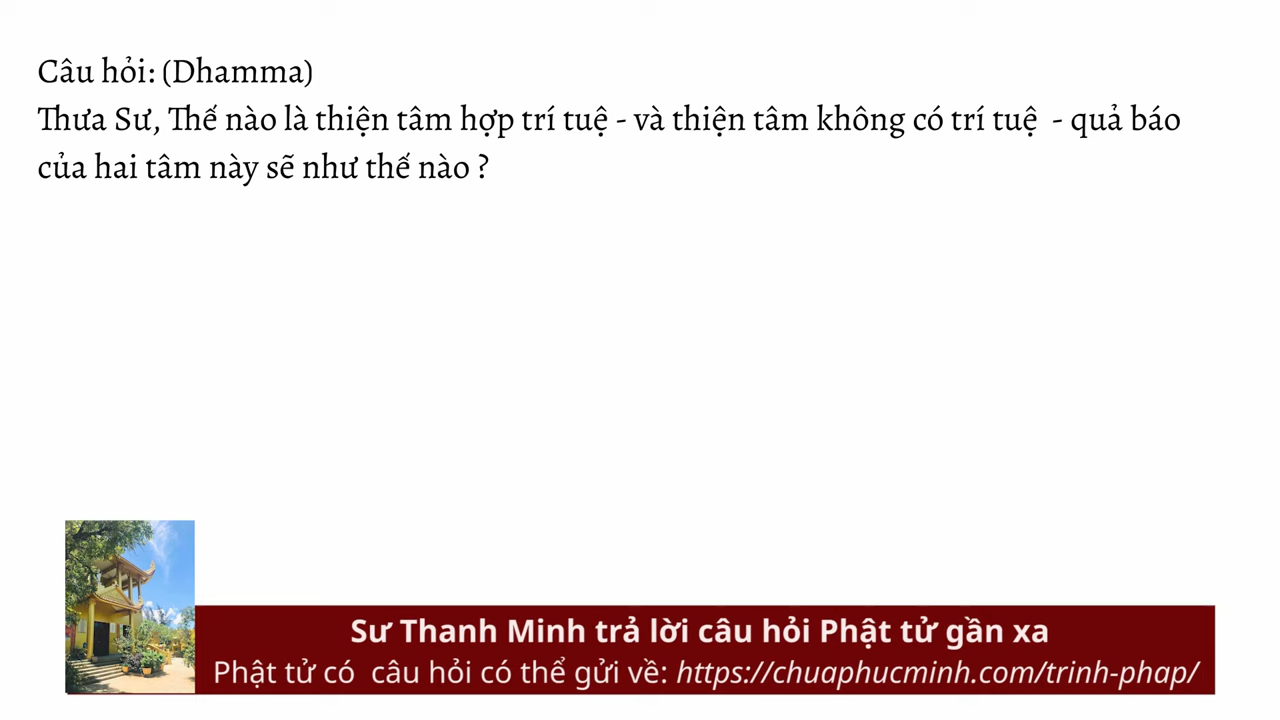 Câu hỏi: (Dhamma)
Thưa Sư, Thế nào là thiện tâm hợp trí tuệ - và thiện tâm không có trí tuệ - quả báo
của hai tâm này sẽ như thế nào ?
Sư Thanh Minh trả lời câu hỏi Phật tử gần xa
Phật tử có câu hỏi có thể gửi về: https://chuaphucminh.com/trinh-phap/